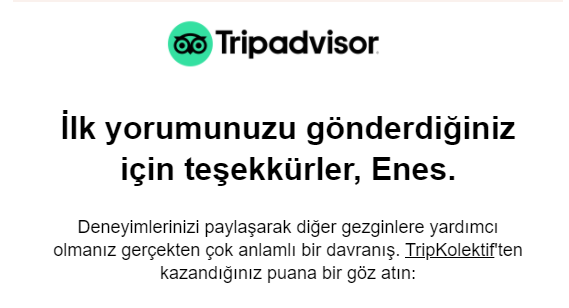 Tripadvisor
İlk yorumunuzu gönderdiğiniz
için teşekkürler, Enes.
Deneyimlerinizi paylaşarak diğer gezginlere yardımcı
olmanız gerçekten çok anlamlı bir davranış. TripKolektif'ten
kazandığınız puana bir göz atın: